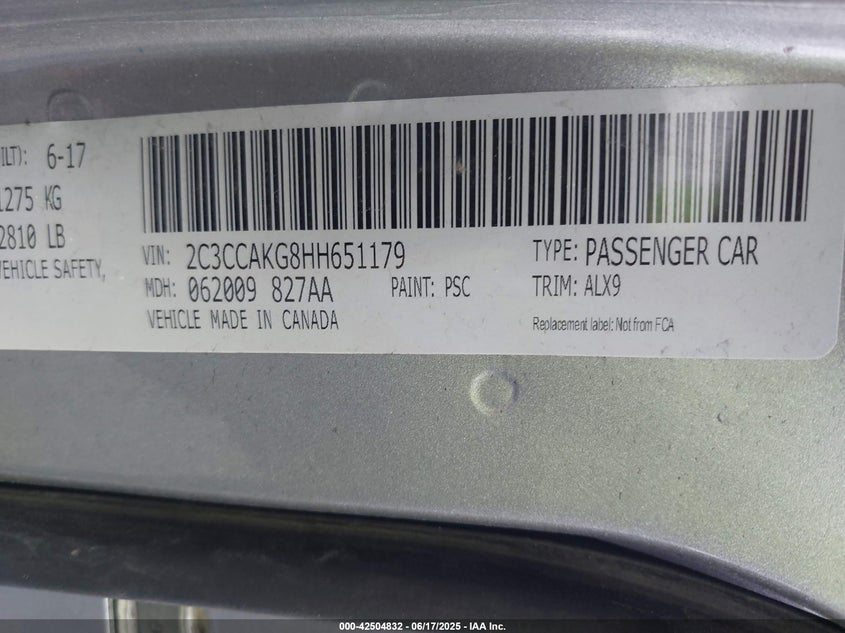 ILT): 6-17
1275 KG
2810 LB
VEHICLE SAFETY,
VIN: 2C3CCAKG8HH651179
MDH: 062009 827AA
PAINT: PSC
VEHICLE MADE IN CANADA
TYPE: PASSENGER CAR
TRIM: ALX9
Replacement label: Not from FCA
000-42504832 - 06/17/2025 - IAA Inc.